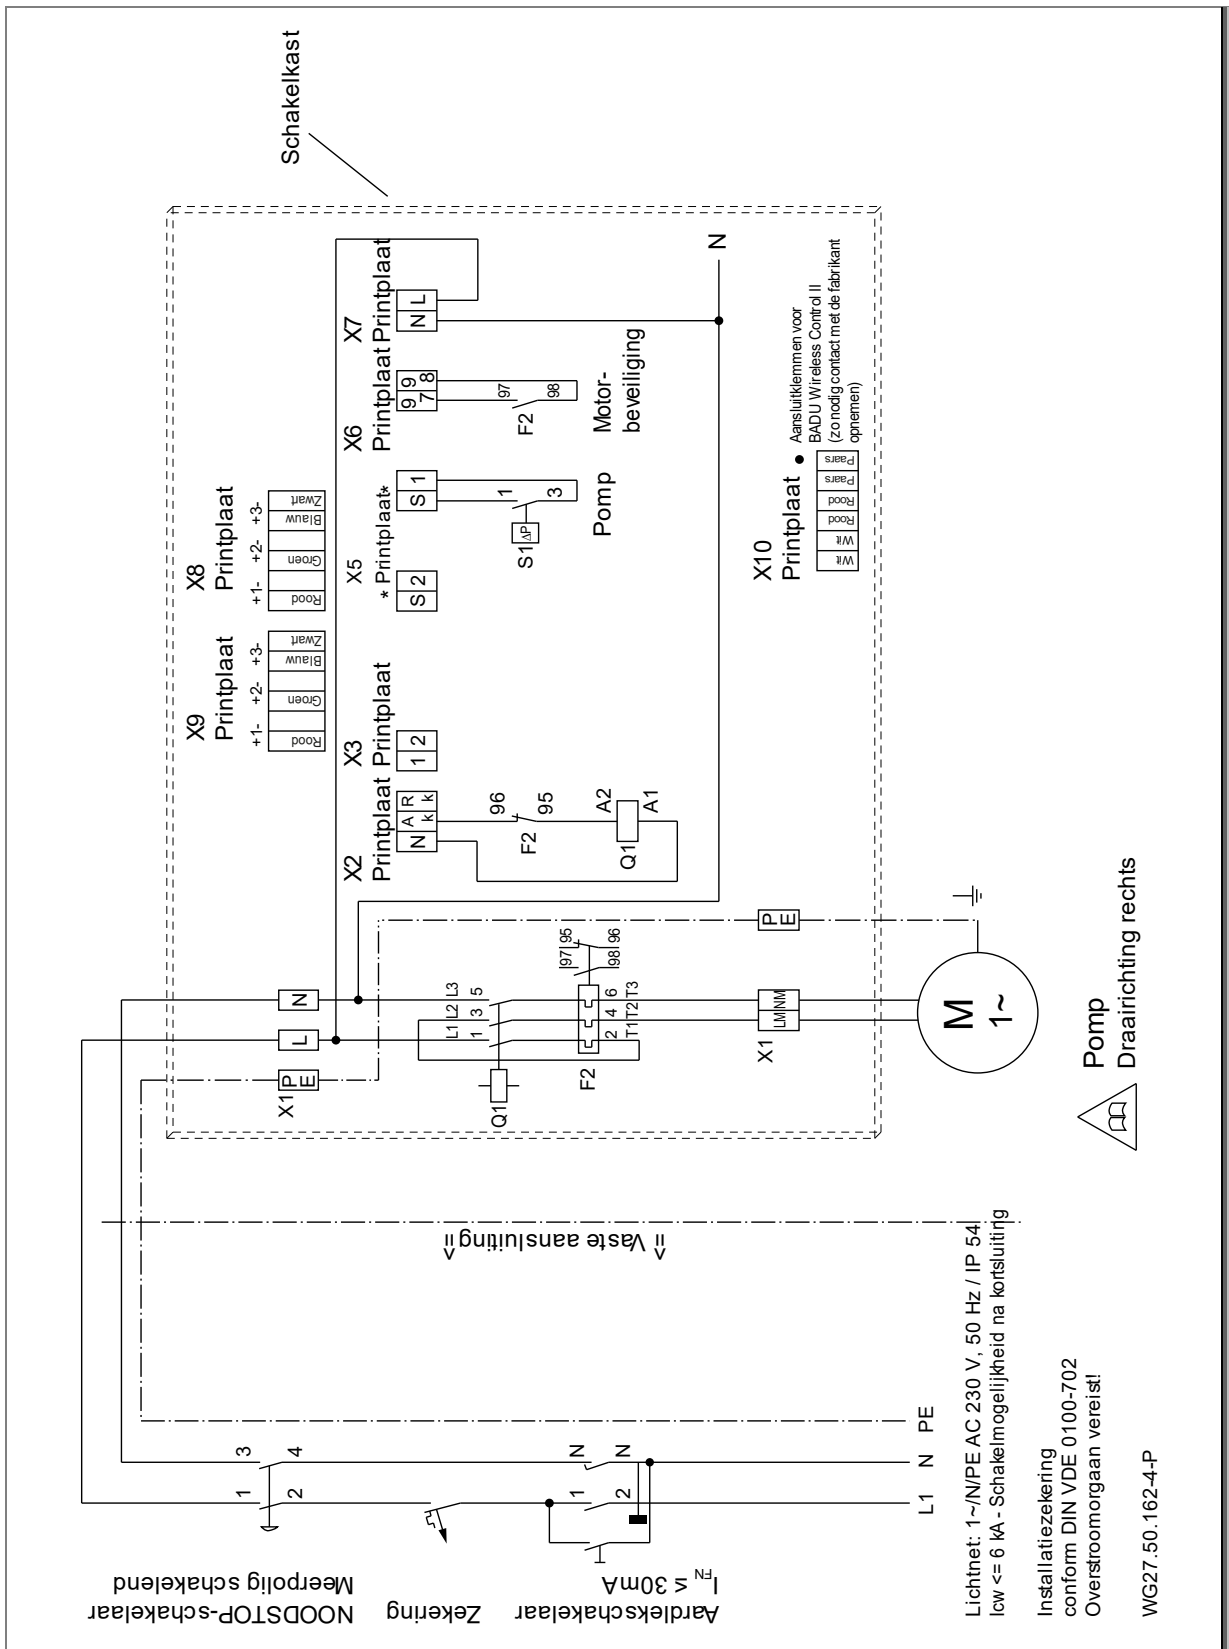 Schakelkast
X9
Printplaat
+1- +2- +3-
Rood
Groen
Blauw
Zwart
X8
Printplaat
+1- +2- +3-
Rood
Groen
Blauw
Zwart
X2
Printplaat
N
A k
R k
X3
Printplaat
1 2
X5
* Printplaat*
S 2
S 1
X6
Printplaat
9 7
9 8
X7
Printplaat
N L
96
F2
95
A2
Q1
A1
1
S1 ΔP
3
Pomp
97
F2
98
Motor-
beveiliging
N
X10
Printplaat
Wit
Wit
Rood
Rood
Paars
Paars
Aansluitklemmen voor
BADU Wireless Control II
(zo nodig contact met de fabrikant
opnemen)
X1
P E
L
N
L1 L2 L3
1 3 5
Q1
97 95
98 96
F2
2 4 6
T1 T2 T3
X1
LM NM
P E
M
1~
Pomp
Draairichting rechts
= Vaste aansluiting =
NOODSTOP-schakelaar
Meerpolig schakelend
Zekering
Aardlekschakelaar
I FN ≤ 30mA
1 3
2 4
1 N
2 N
L1 N PE
Lichtnet: 1~/N/PE AC 230 V, 50 Hz / IP 54
Icw <= 6 kA - Schakelmogelijkheid na kortsluiting
Installatiezekering
conform DIN VDE 0100-702
Overstroomorgaan vereist!
WG27.50.162-4-P